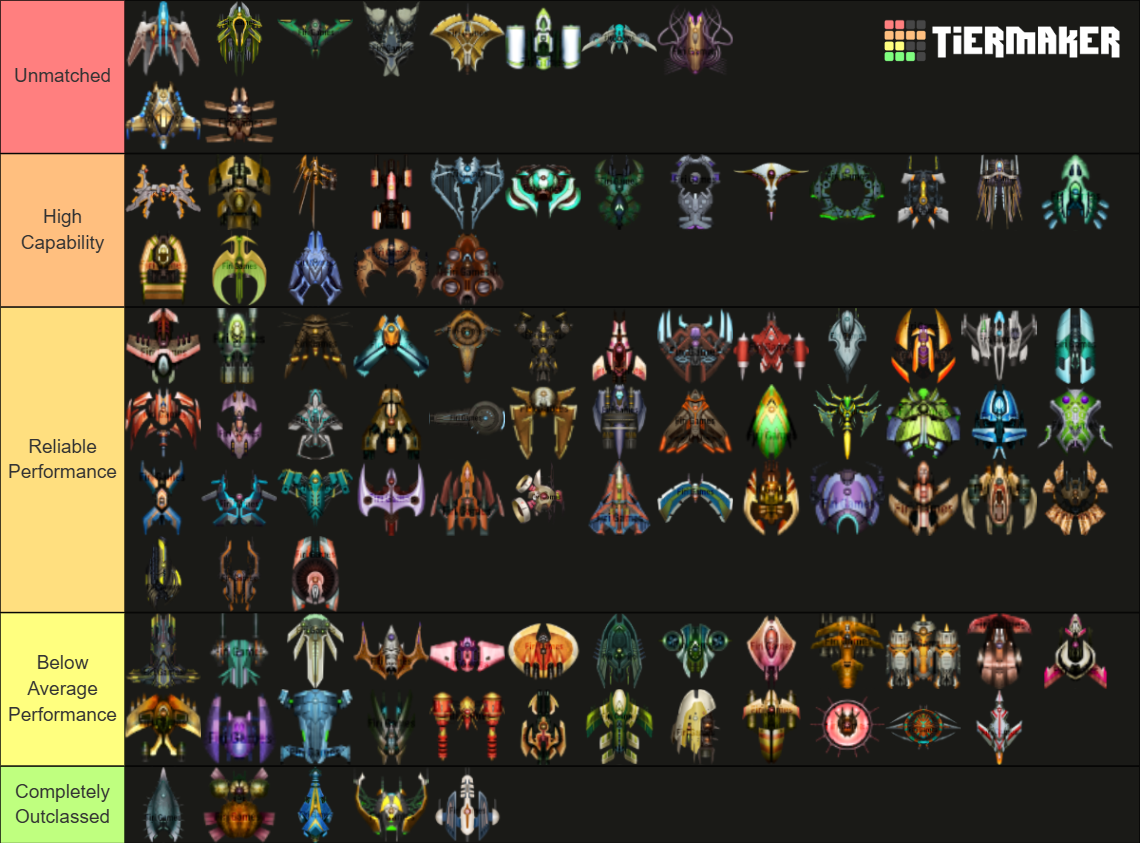 Unmatched
TiERMAKER
High
Capability
Reliable
Performance
Below
Average
Performance
Completely
Outclassed